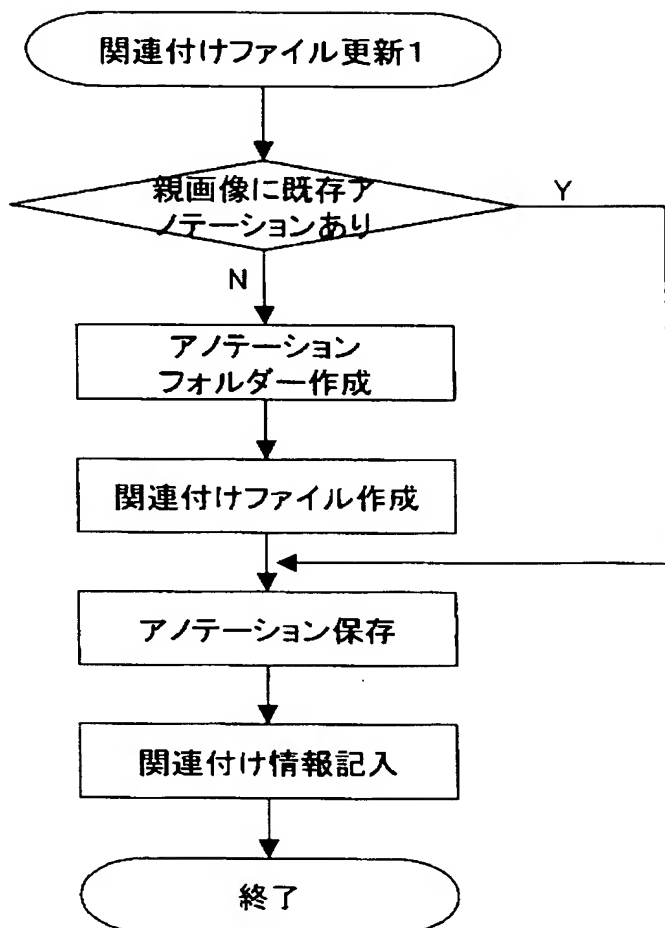 関連付けファイル更新1
親画像に既存ア
ノテーションあり
Y
N
アノテーション
フォルダー作成
関連付けファイル作成
アノテーション保存
関連付け情報記入
終了